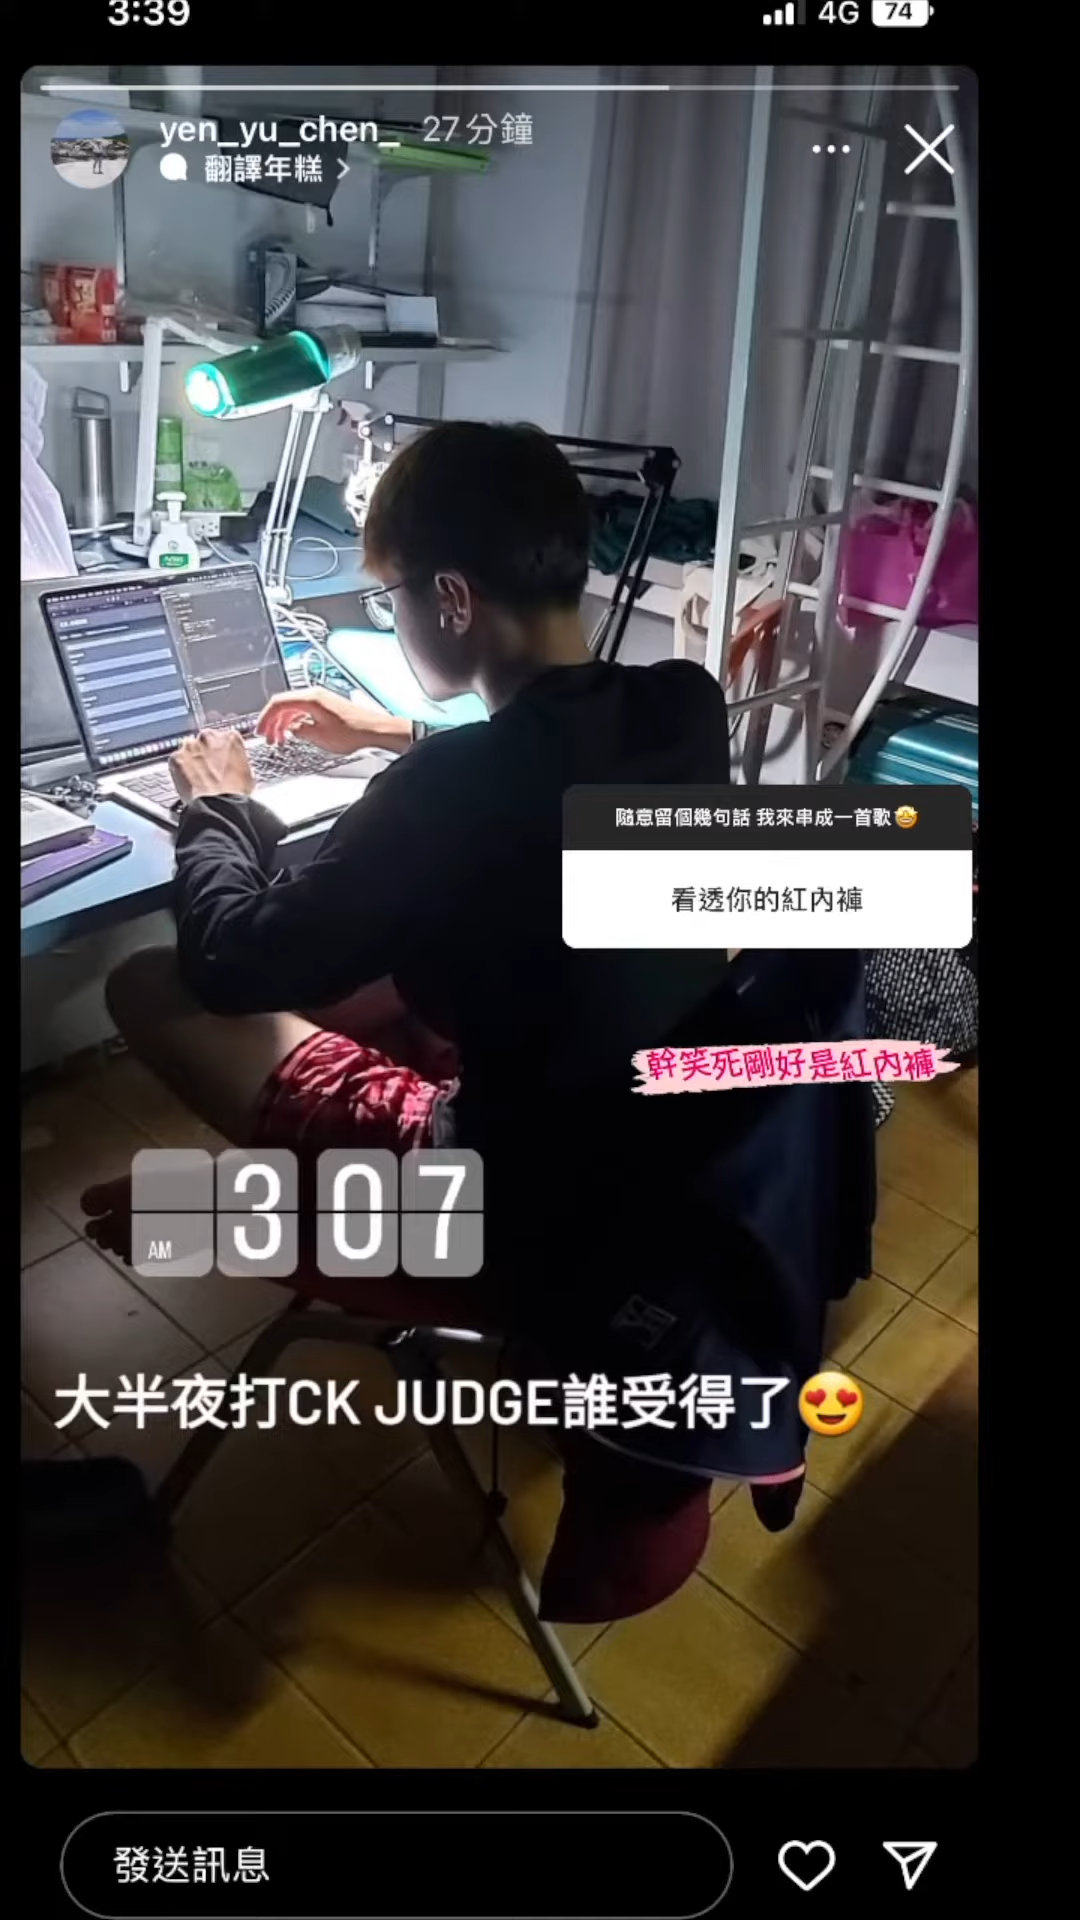 3:39
4G 74
yen_yu_chen_ 27分鐘
翻譯年糕
隨意留個幾句話 我來串成一首歌🤩
看透你的紅內褲
幹笑死剛好是紅內褲
AM 3 07
大半夜打CK JUDGE誰受得了😍
發送訊息